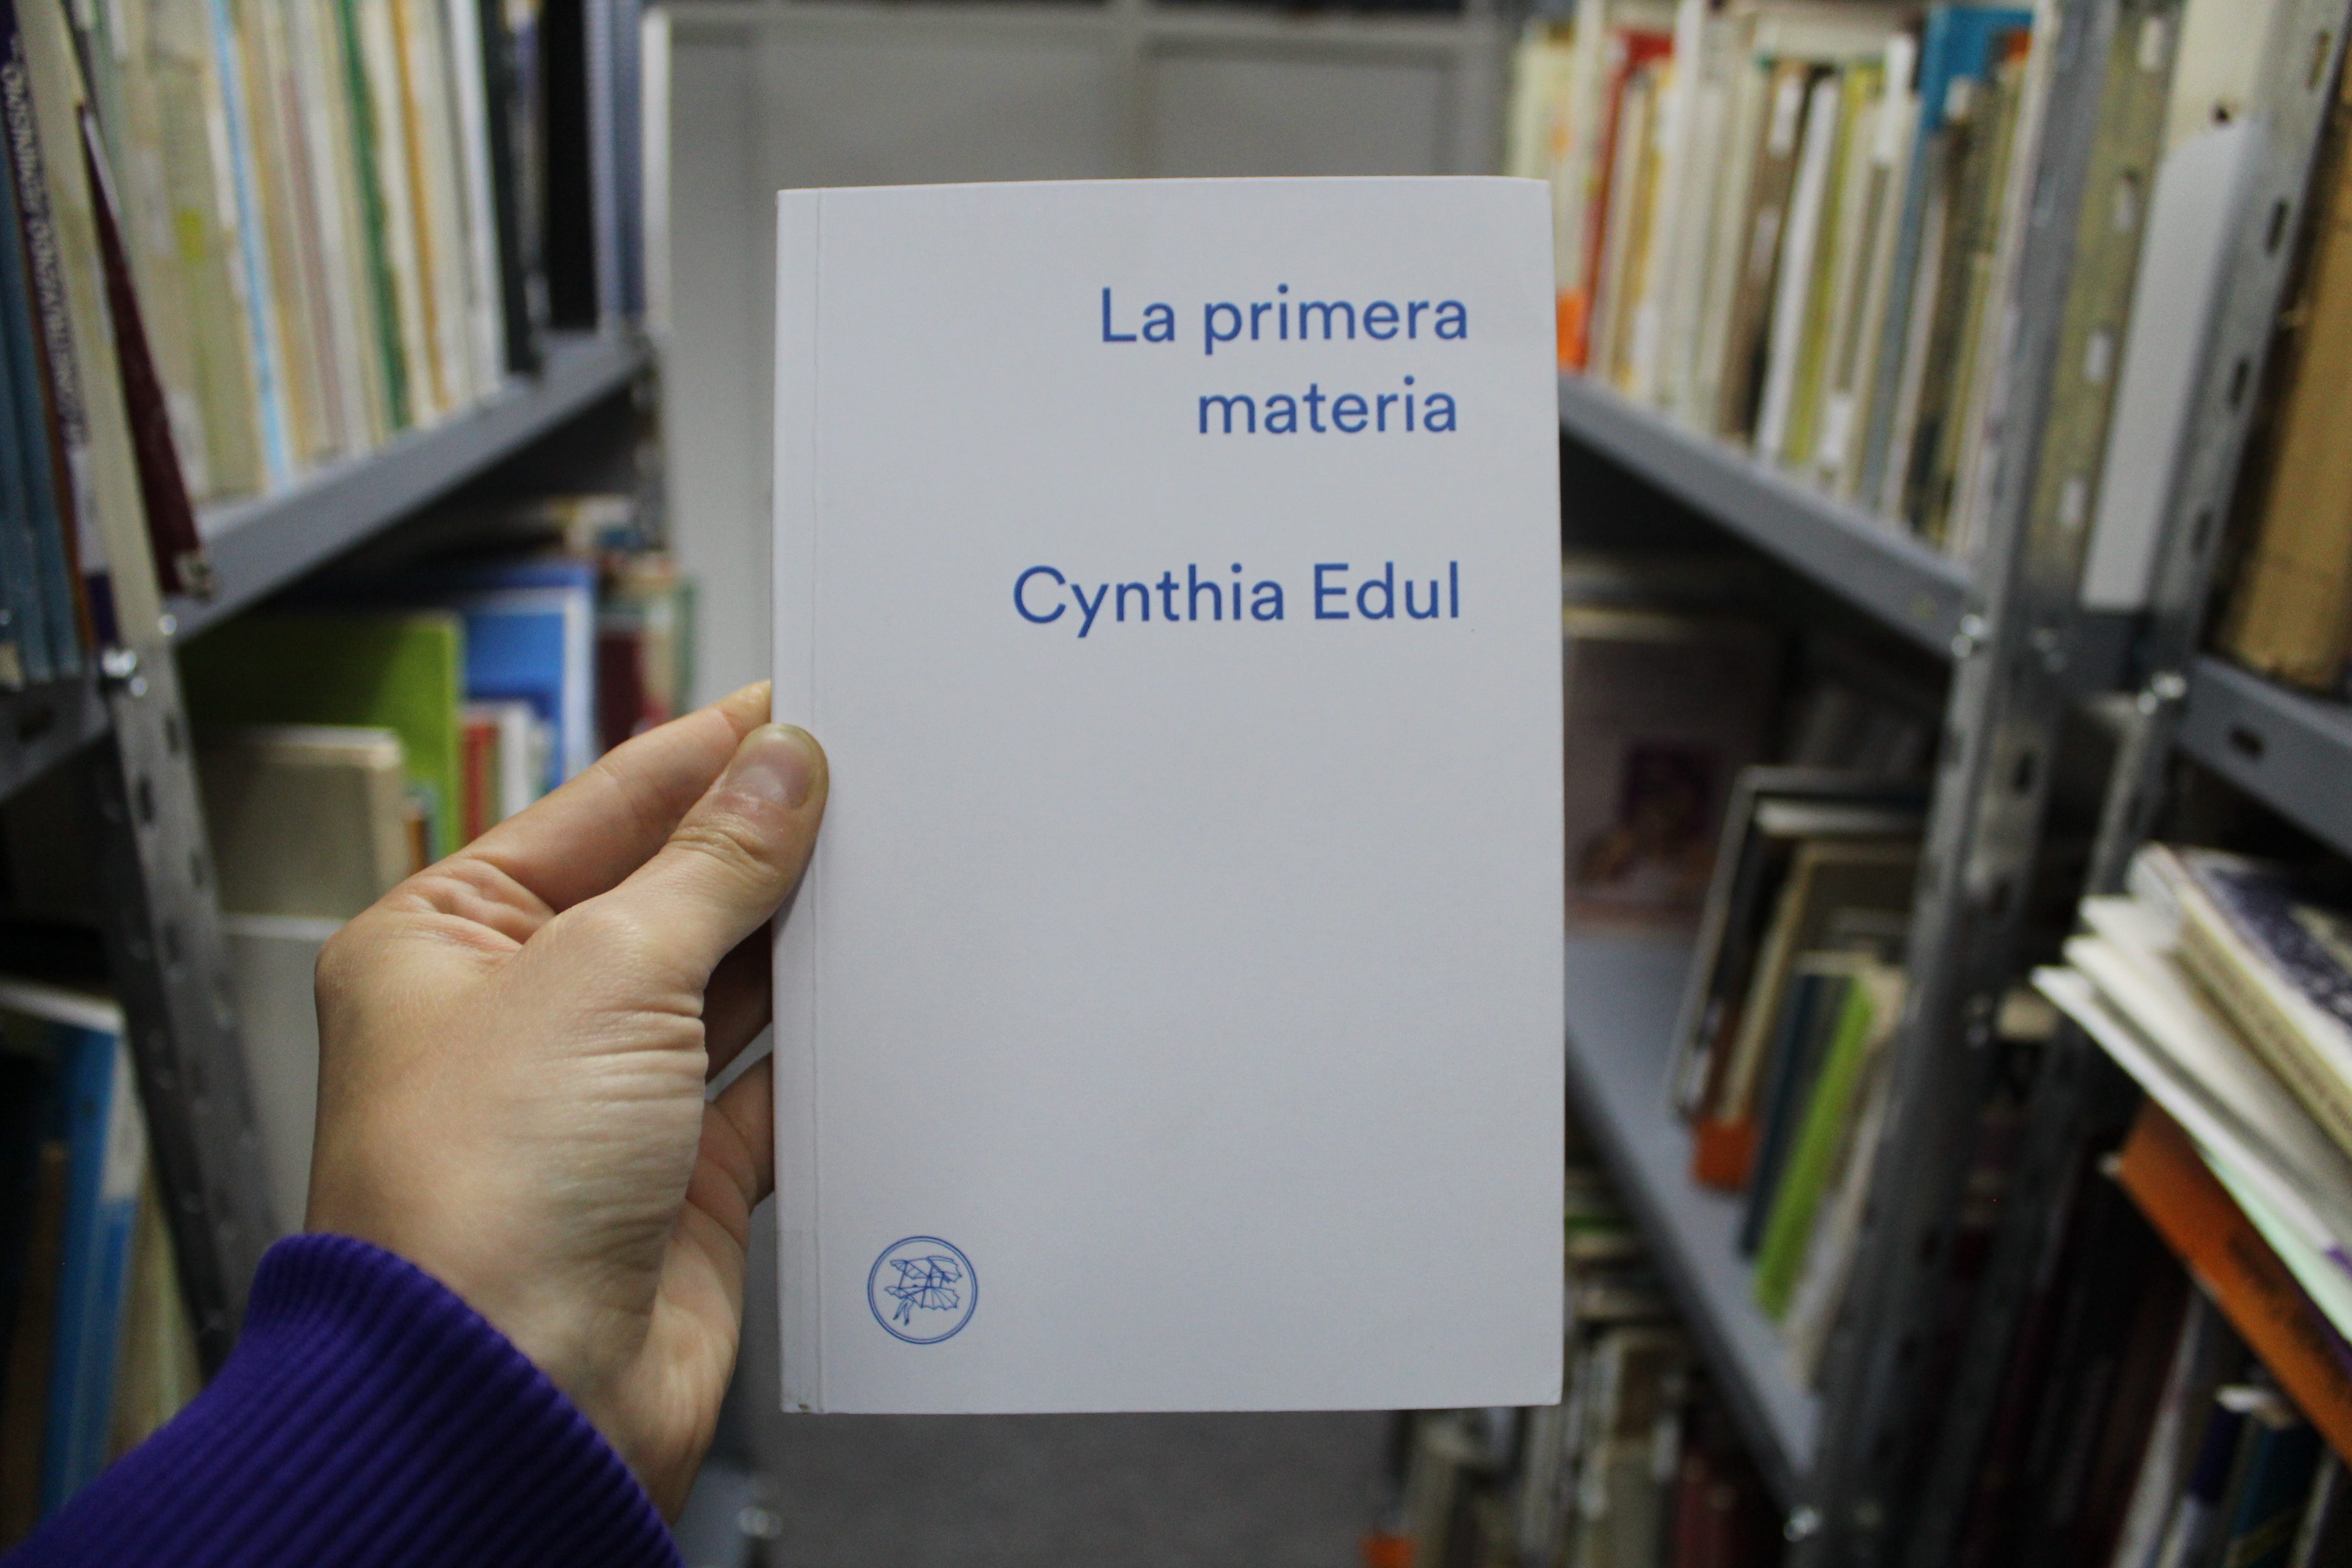 La primera
materia
Cynthia Edul